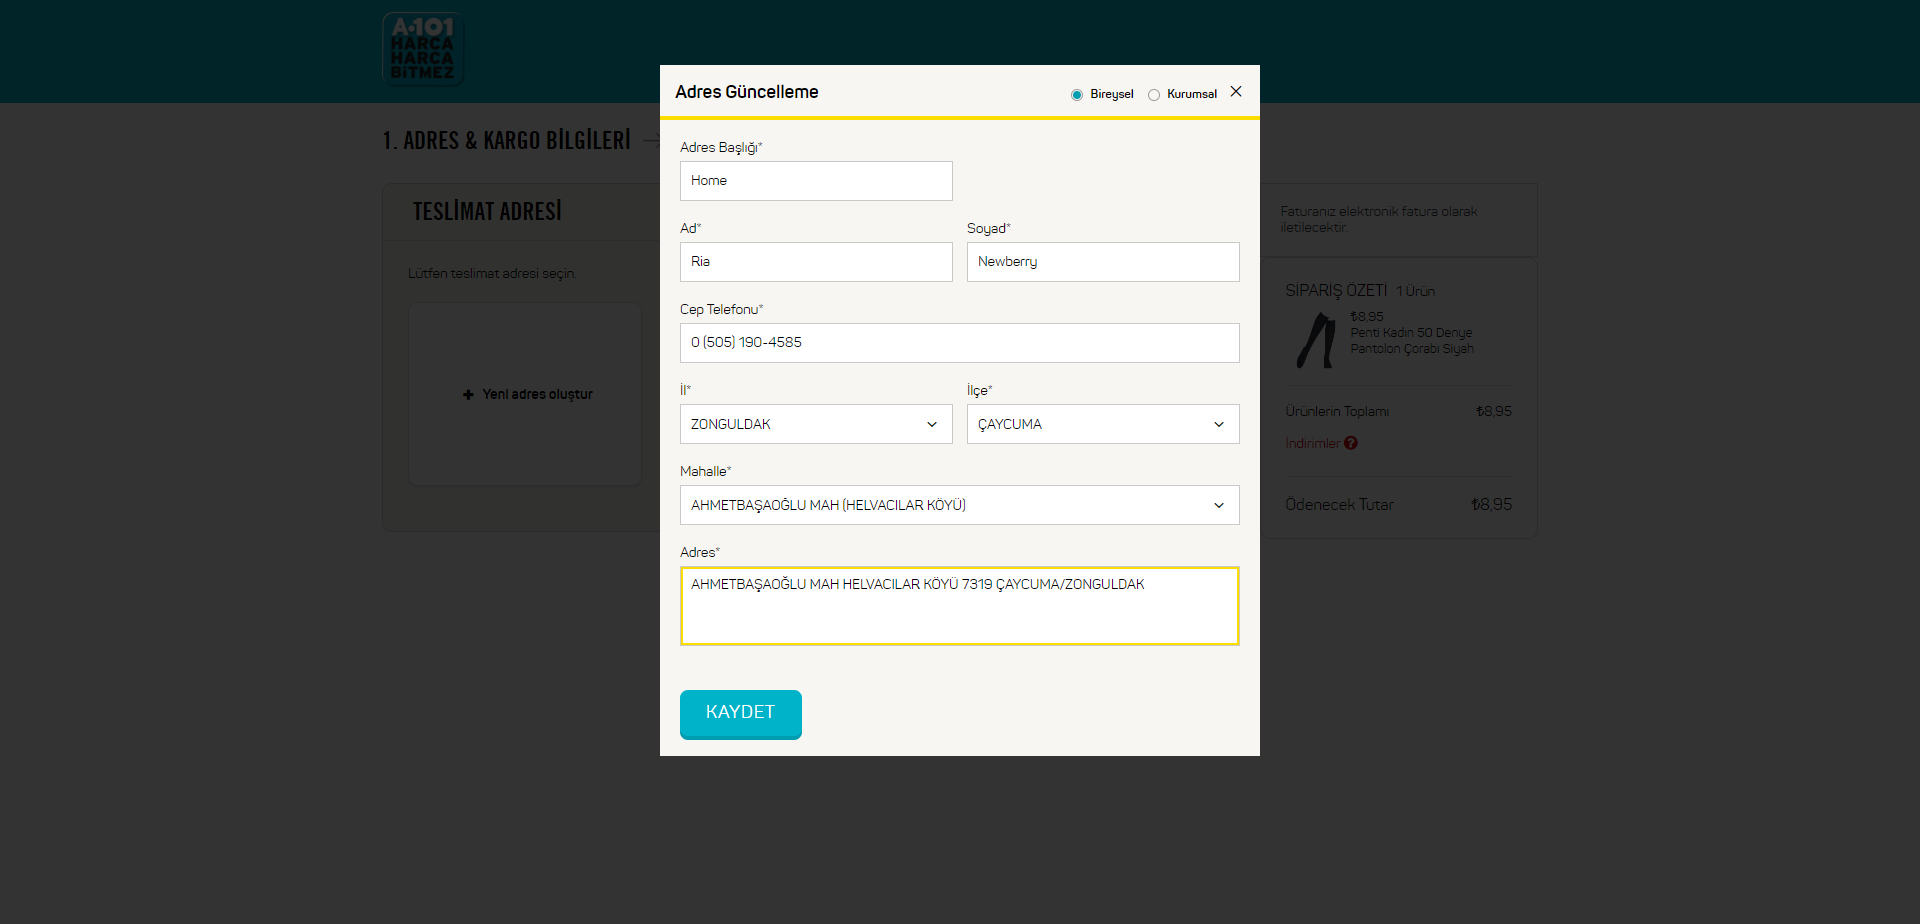 A101
HARCA
HARCA
BİTMEZ
1. ADRES & KARGO BİLGİLERİ
TESLİMAT ADRESİ
Lütfen teslimat adresi seçin.
Yeni adres oluştur
Adres Güncelleme
Bireysel
Kurumsal
Adres Başlığı*
Home
Ad*
Soyad*
Ria
Newberry
Cep Telefonu*
0 (505) 190-4585
İl*
İlçe*
ZONGULDAK
ÇAYCUMA
Mahalle*
AHMETBAŞAOĞLU MAH (HELVACILAR KÖYÜ)
Adres*
AHMETBAŞAOĞLU MAH HELVACILAR KÖYÜ 7319 ÇAYCUMA/ZONGULDAK
KAYDET
Faturanız elektronik fatura olarak
iletilecektir.
SİPARİŞ ÖZETİ 1 Ürün
₺8,95
Penti Kadın 50 Denye
Pantolon Çorabı Siyah
Ürünlerin Toplamı ₺8,95
İndirimler ?
Ödenecek Tutar ₺8,95